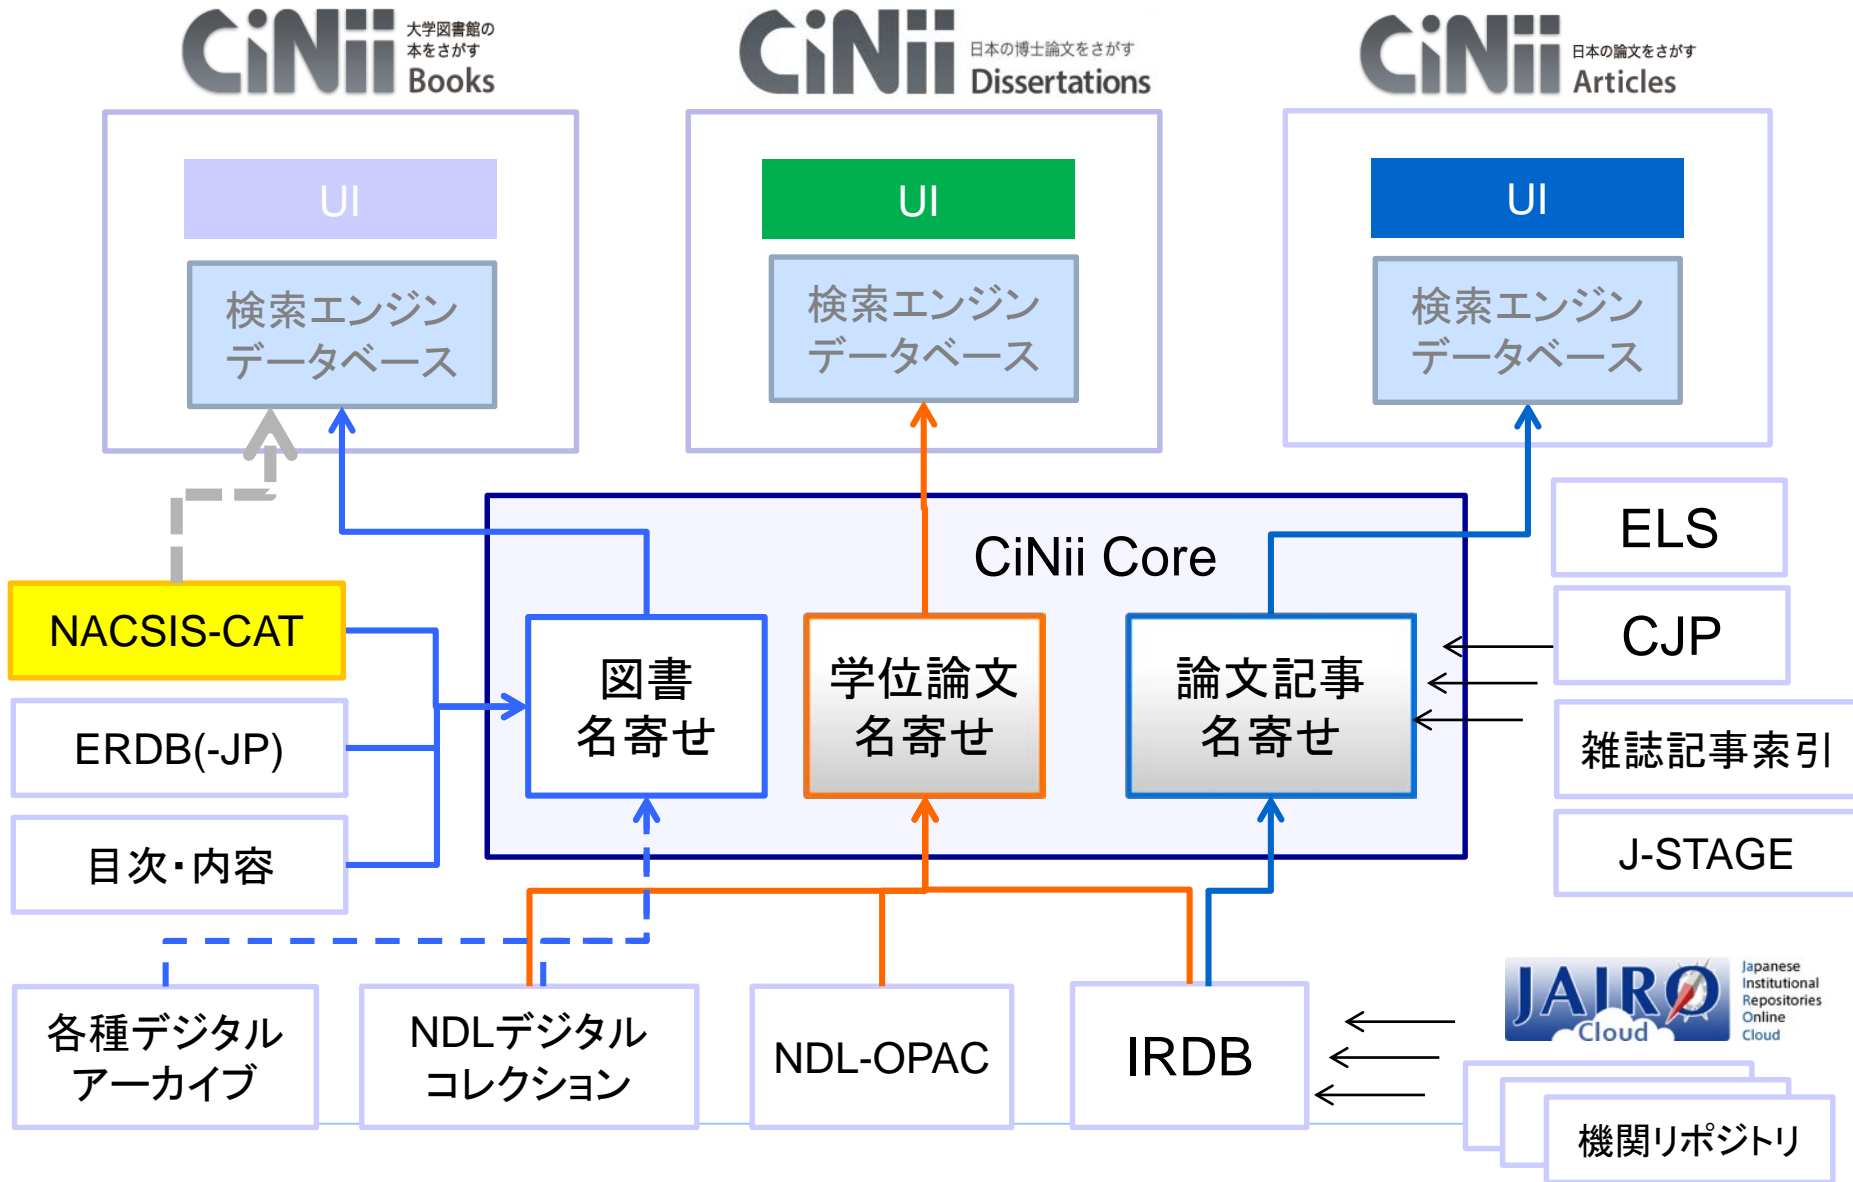 CiNii
大学図書館の
本をさがす
Books
CiNii
日本の博士論文をさがす
Dissertations
CiNii
日本の論文をさがす
Articles
UI
検索エンジン
データベース
UI
検索エンジン
データベース
UI
検索エンジン
データベース
CiNii Core
NACSIS-CAT
ERDB(-JP)
目次・内容
図書
名寄せ
学位論文
名寄せ
論文記事
名寄せ
ELS
CJP
雑誌記事索引
J-STAGE
各種デジタル
アーカイブ
NDLデジタル
コレクション
NDL-OPAC
IRDB
JAIRO
Cloud
Japanese
Institutional
Repositories
Online
Cloud
機関リポジトリ